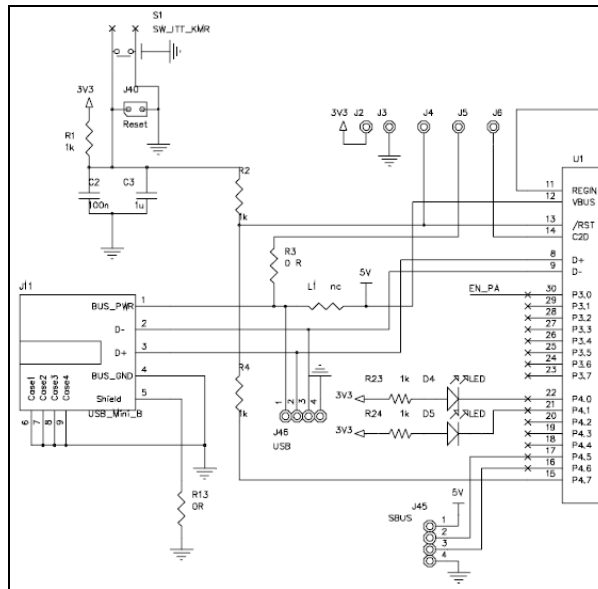 S1
SW_ITT_KMR
3V3
J40
Reset
R1
1k
3V3
J2
J3
J4
J5
J6
C2
100n
C3
1u
R2
1k
U1
11 REGIN
12 VBUS
13 /RST
14 C2D
R3
0 R
8 D+
9 D-
J11
L1 nc
5V
BUS_PWR 1
D- 2
D+ 3
BUS_GND 4
Shield 5
Case1
Case2
Case3
Case4
USB_Mini_B
6
7
8
9
EN_PA
30 P3.0
29 P3.1
28 P3.2
27 P3.3
26 P3.4
25 P3.5
24 P3.6
23 P3.7
R4
1k
1
2
3
4
J46
USB
R23 1k D4 LED
3V3
R24 1k D5 LED
3V3
22 P4.0
21 P4.1
20 P4.2
19 P4.3
18 P4.4
17 P4.5
16 P4.6
15 P4.7
R13
0R
5V
J45
SBUS
1
2
3
4